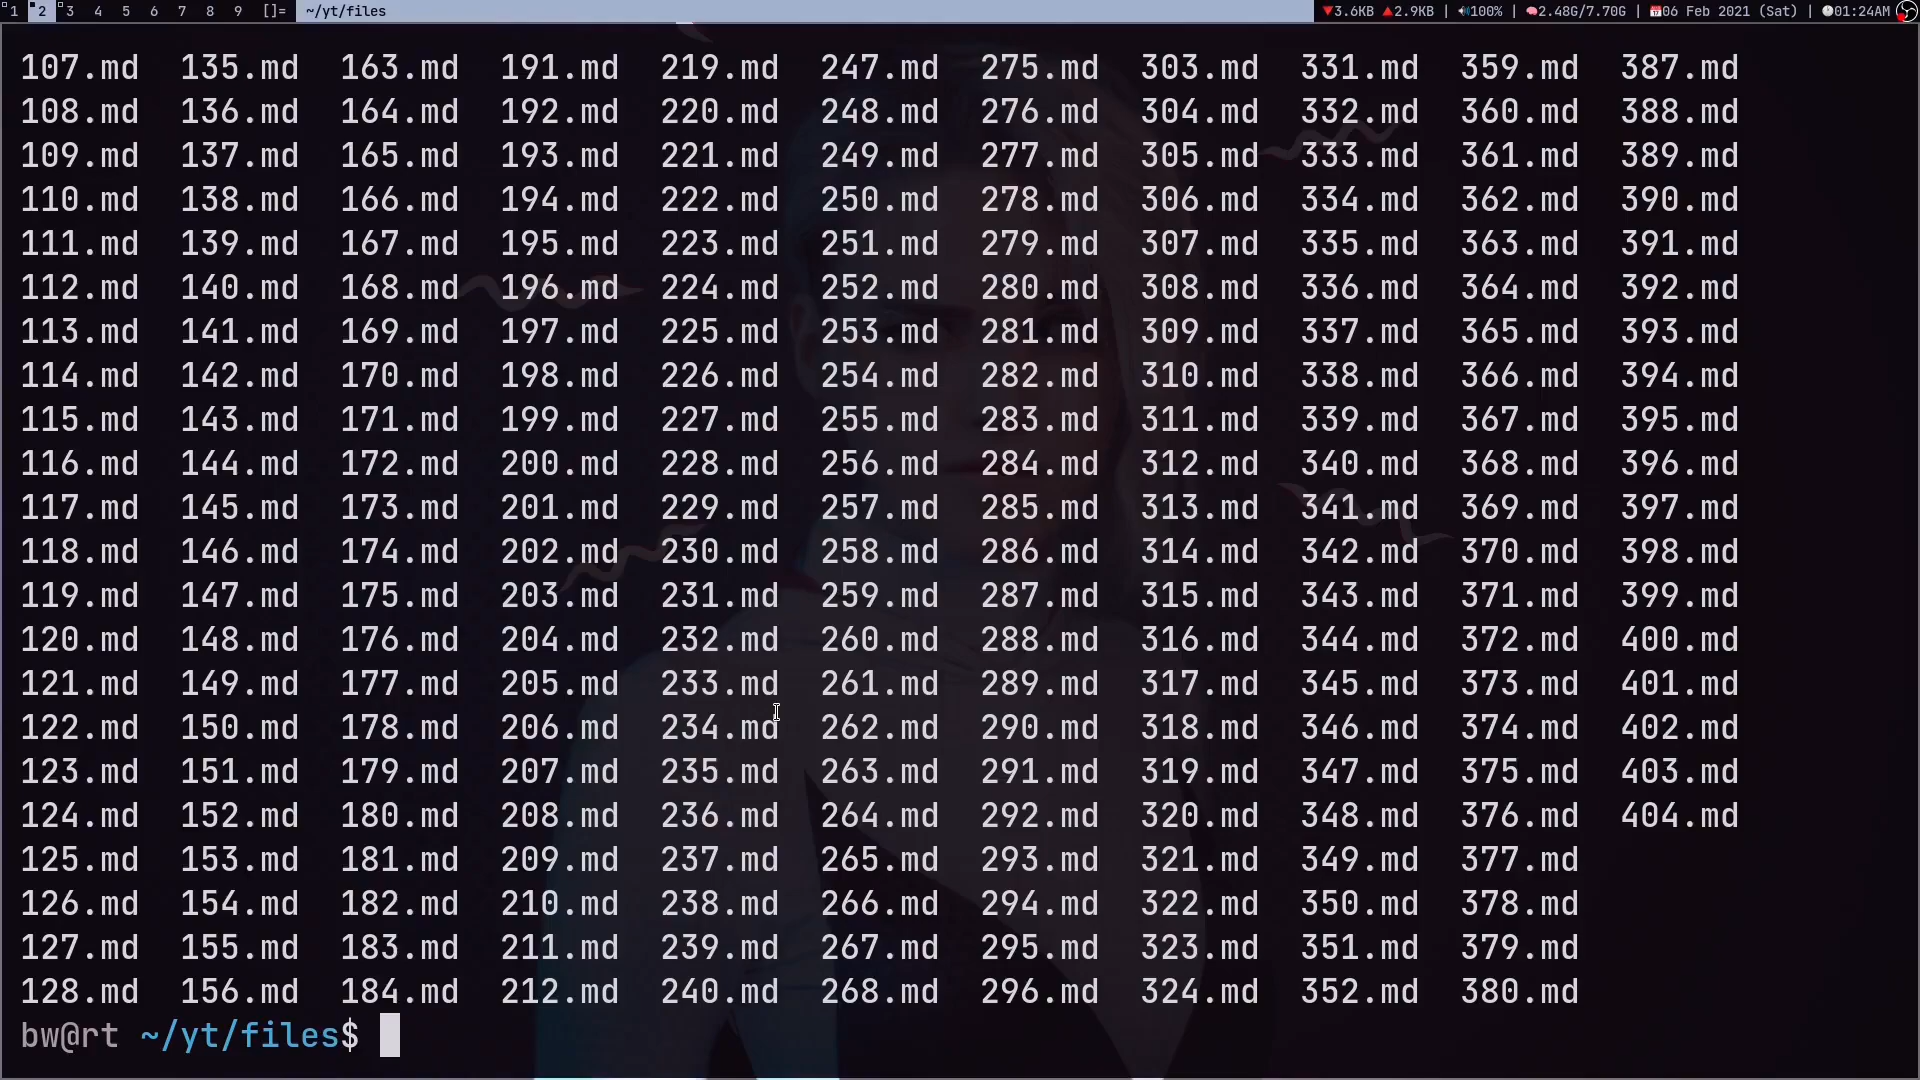 1 2 3 4 5 6 7 8 9 []= ~/yt/files 3.6KB 2.9KB | 100% | 2.48G/7.70G | 06 Feb 2021 (Sat) | 01:24AM
107.md 135.md 163.md 191.md 219.md 247.md 275.md 303.md 331.md 359.md 387.md
108.md 136.md 164.md 192.md 220.md 248.md 276.md 304.md 332.md 360.md 388.md
109.md 137.md 165.md 193.md 221.md 249.md 277.md 305.md 333.md 361.md 389.md
110.md 138.md 166.md 194.md 222.md 250.md 278.md 306.md 334.md 362.md 390.md
111.md 139.md 167.md 195.md 223.md 251.md 279.md 307.md 335.md 363.md 391.md
112.md 140.md 168.md 196.md 224.md 252.md 280.md 308.md 336.md 364.md 392.md
113.md 141.md 169.md 197.md 225.md 253.md 281.md 309.md 337.md 365.md 393.md
114.md 142.md 170.md 198.md 226.md 254.md 282.md 310.md 338.md 366.md 394.md
115.md 143.md 171.md 199.md 227.md 255.md 283.md 311.md 339.md 367.md 395.md
116.md 144.md 172.md 200.md 228.md 256.md 284.md 312.md 340.md 368.md 396.md
117.md 145.md 173.md 201.md 229.md 257.md 285.md 313.md 341.md 369.md 397.md
118.md 146.md 174.md 202.md 230.md 258.md 286.md 314.md 342.md 370.md 398.md
119.md 147.md 175.md 203.md 231.md 259.md 287.md 315.md 343.md 371.md 399.md
120.md 148.md 176.md 204.md 232.md 260.md 288.md 316.md 344.md 372.md 400.md
121.md 149.md 177.md 205.md 233.md 261.md 289.md 317.md 345.md 373.md 401.md
122.md 150.md 178.md 206.md 234.md 262.md 290.md 318.md 346.md 374.md 402.md
123.md 151.md 179.md 207.md 235.md 263.md 291.md 319.md 347.md 375.md 403.md
124.md 152.md 180.md 208.md 236.md 264.md 292.md 320.md 348.md 376.md 404.md
125.md 153.md 181.md 209.md 237.md 265.md 293.md 321.md 349.md 377.md
126.md 154.md 182.md 210.md 238.md 266.md 294.md 322.md 350.md 378.md
127.md 155.md 183.md 211.md 239.md 267.md 295.md 323.md 351.md 379.md
128.md 156.md 184.md 212.md 240.md 268.md 296.md 324.md 352.md 380.md
bw@rt ~/yt/files$